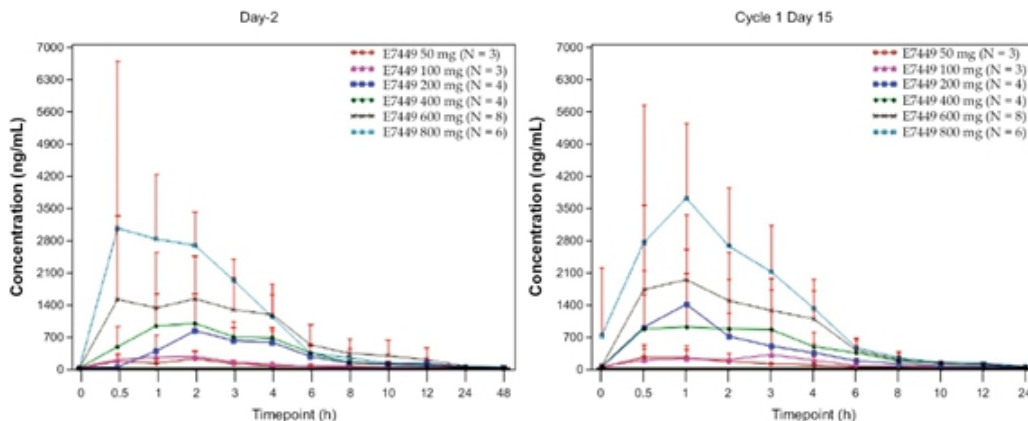 Day-2
7000
6300
5600
4900
4200
3500
2800
2100
1400
700
0
Concentration (ng/mL)
E7449 50 mg (N = 3)
E7449 100 mg (N = 3)
E7449 200 mg (N = 4)
E7449 400 mg (N = 4)
E7449 600 mg (N = 8)
E7449 800 mg (N = 6)
0 0.5 1 2 3 4 6 8 10 12 24 48
Timepoint (h)
Cycle 1 Day 15
7000
6300
5600
4900
4200
3500
2800
2100
1400
700
0
Concentration (ng/mL)
E7449 50 mg (N = 3)
E7449 100 mg (N = 3)
E7449 200 mg (N = 4)
E7449 400 mg (N = 4)
E7449 600 mg (N = 8)
E7449 800 mg (N = 6)
0 0.5 1 2 3 4 6 8 10 12 24
Timepoint (h)